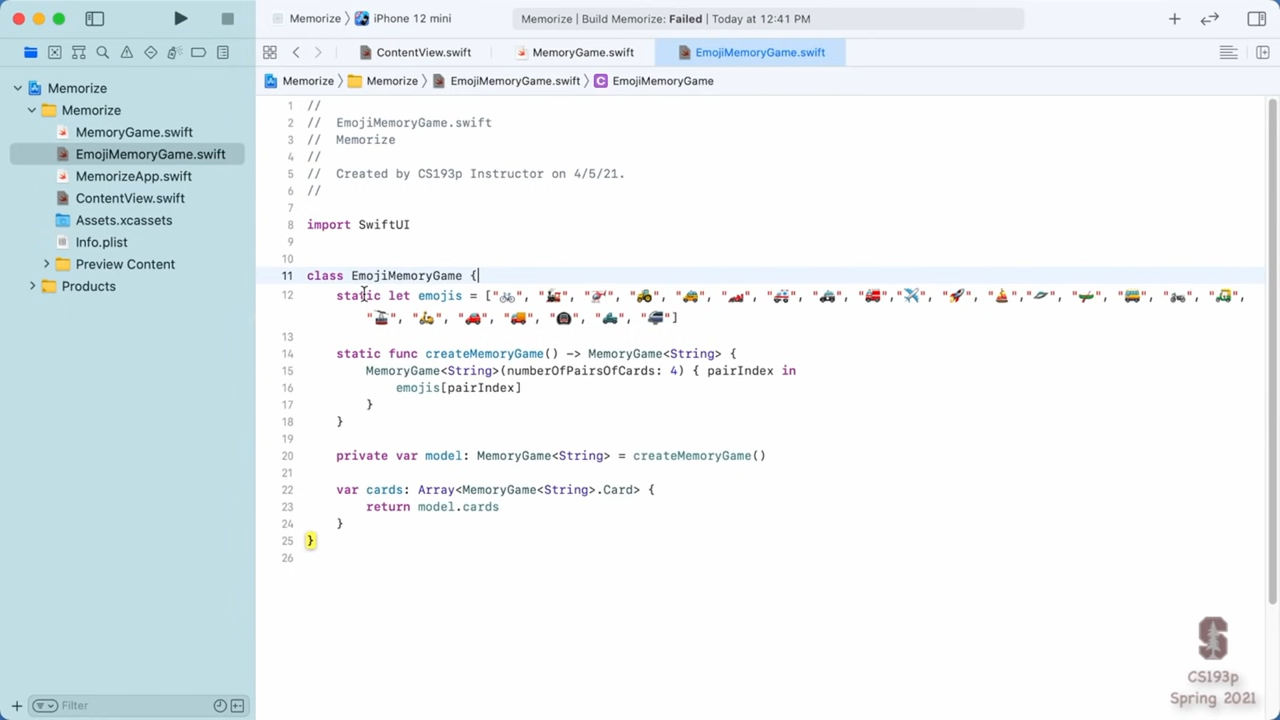 Memorize
iPhone 12 mini
Memorize | Build Memorize: Failed | Today at 12:41 PM
ContentView.swift
MemoryGame.swift
EmojiMemoryGame.swift
Memorize
Memorize
EmojiMemoryGame.swift
C
EmojiMemoryGame
Memorize
Memorize
MemoryGame.swift
EmojiMemoryGame.swift
MemorizeApp.swift
ContentView.swift
Assets.xcassets
Info.plist
Preview Content
Products
Filter
1 //
2 // EmojiMemoryGame.swift
3 // Memorize
4 //
5 // Created by CS193p Instructor on 4/5/21.
6 //
7
8 import SwiftUI
9
10
11 class EmojiMemoryGame {
12 static let emojis = ["🚲", "🚂", "🚁", "🚜", "🚕", "🏎", "🚑", "🚓", "🚒","✈️", "🚀", "⛵️","🛸", "🛶", "🚌", "🏍", "🛺",
"🚠", "🛵", "🚗", "🚚", "🚇", "🛻", "🚝"]
13
14 static func createMemoryGame() -> MemoryGame<String> {
15 MemoryGame<String>(numberOfPairsOfCards: 4) { pairIndex in
16 emojis[pairIndex]
17 }
18 }
19
20 private var model: MemoryGame<String> = createMemoryGame()
21
22 var cards: Array<MemoryGame<String>.Card> {
23 return model.cards
24 }
25 }
26
S
CS193p
Spring 2021